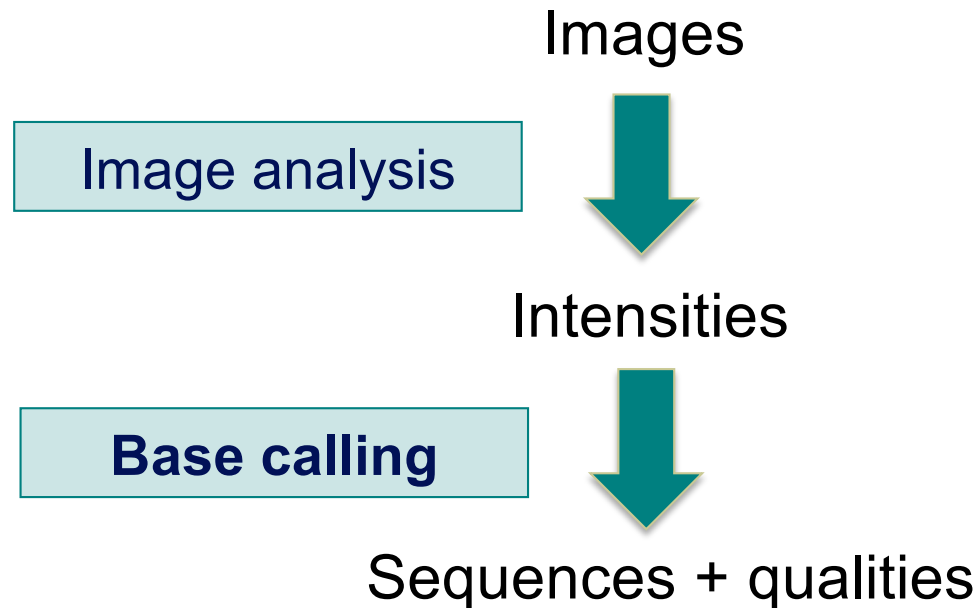 Images
Image analysis
Intensities
Base calling
Sequences + qualities